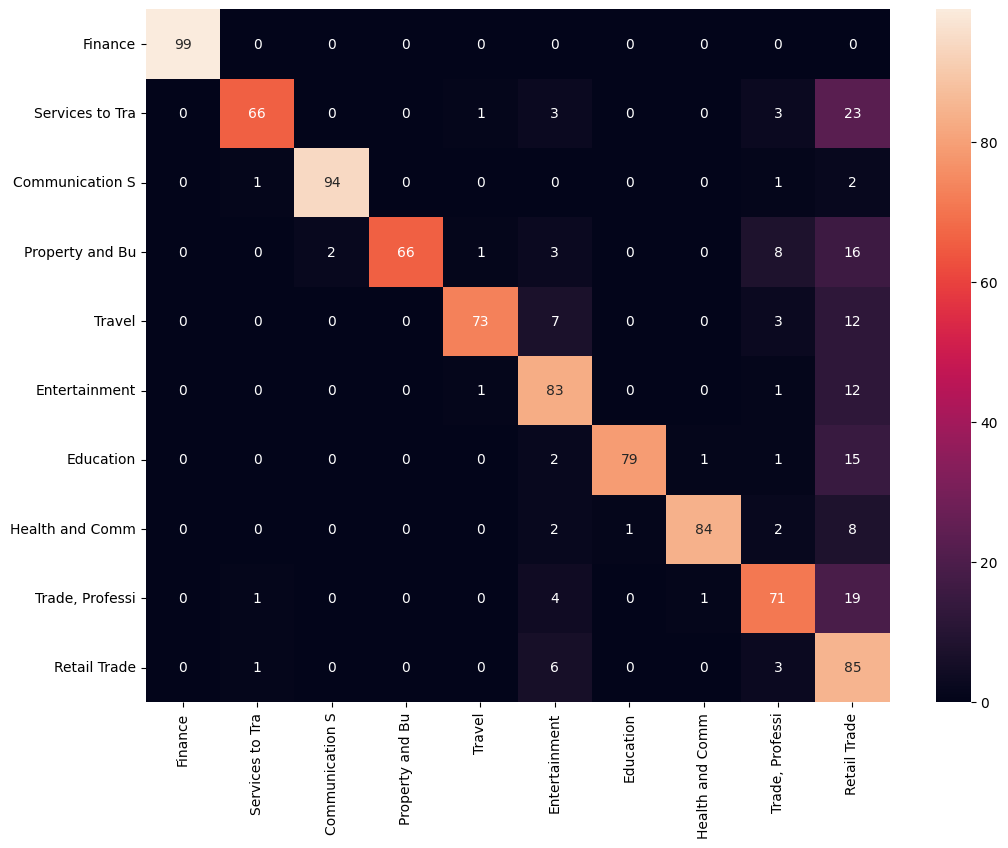 Finance 99 0 0 0 0 0 0 0 0 0
Services to Tra 0 66 0 0 1 3 0 0 3 23
80
Communication S 0 1 94 0 0 0 0 0 1 2
Property and Bu 0 0 2 66 1 3 0 0 8 16
60
Travel 0 0 0 0 73 7 0 0 3 12
Entertainment 0 0 0 0 1 83 0 0 1 12
40
Education 0 0 0 0 0 2 79 1 1 15
Health and Comm 0 0 0 0 0 2 1 84 2 8
20
Trade, Professi 0 1 0 0 0 4 0 1 71 19
Retail Trade 0 1 0 0 0 6 0 0 3 85
0
Finance
Services to Tra
Communication S
Property and Bu
Travel
Entertainment
Education
Health and Comm
Trade, Professi
Retail Trade